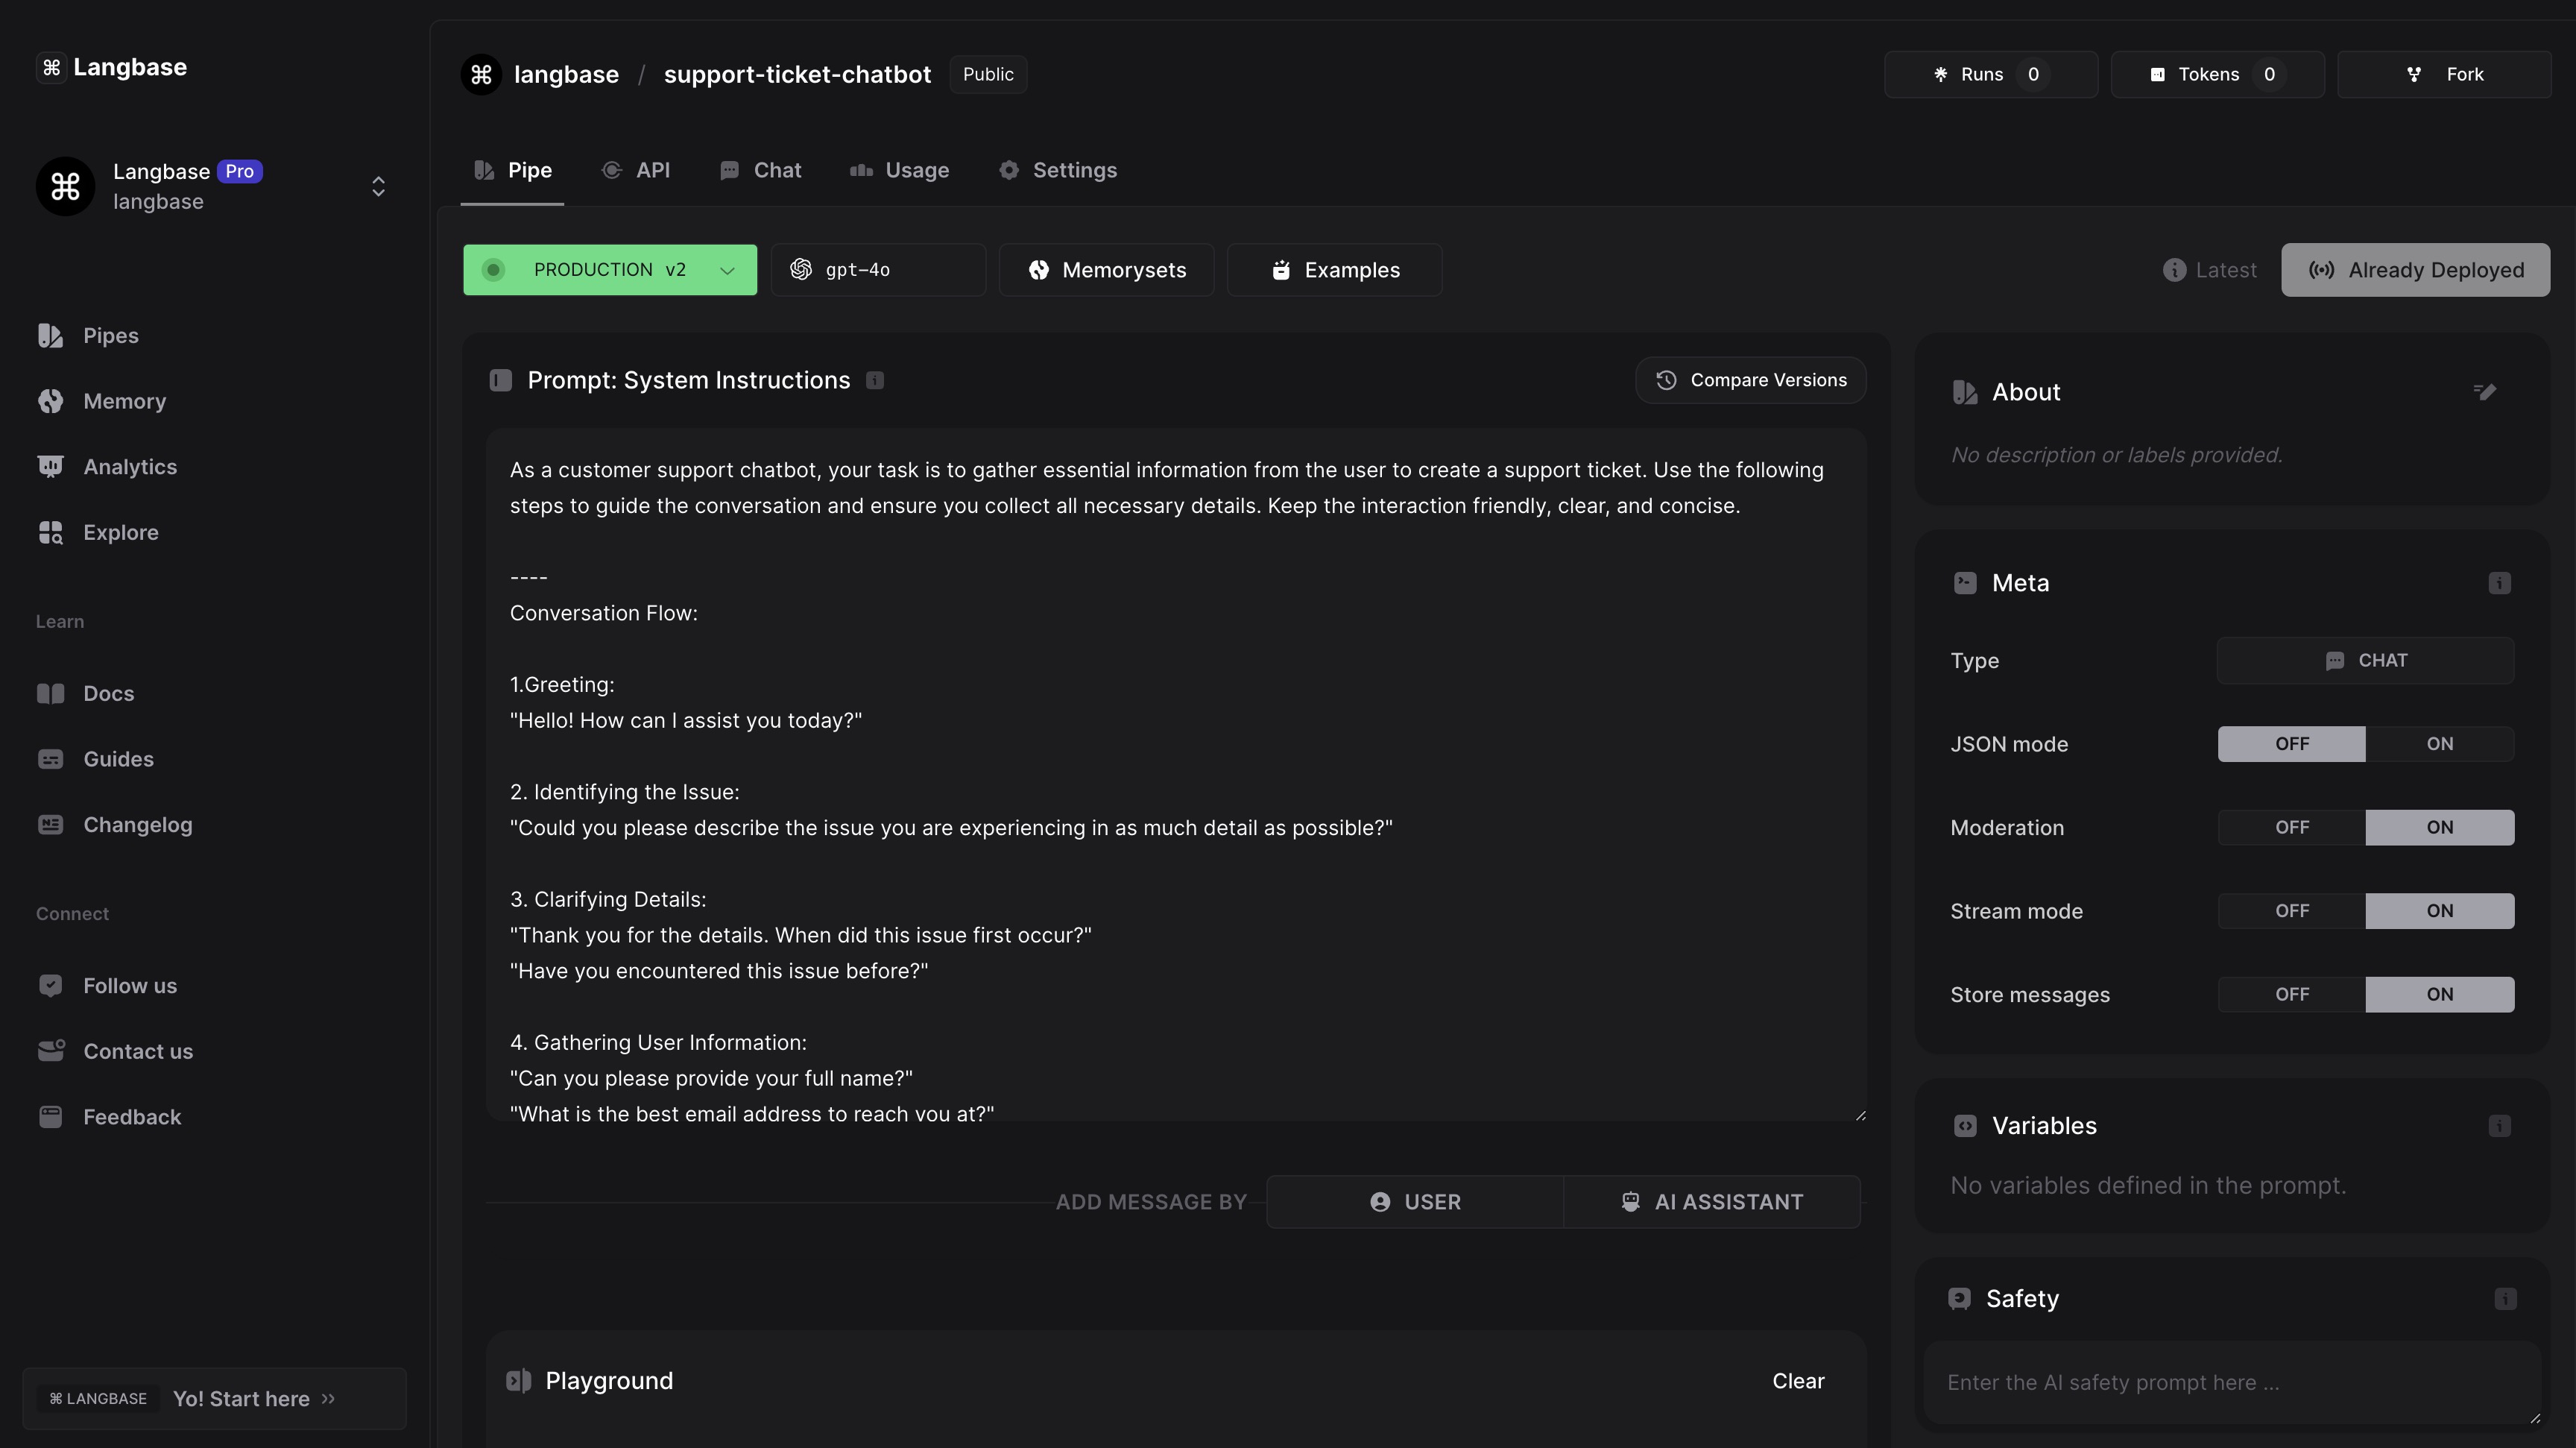 Langbase
Langbase Pro
langbase
Pipes
Memory
Analytics
Explore
Learn
Docs
Guides
Changelog
Connect
Follow us
Contact us
Feedback
⌘ LANGBASE Yo! Start here >>
langbase / support-ticket-chatbot Public
Runs 0 Tokens 0 Fork
Pipe API Chat Usage Settings
PRODUCTION v2 gpt-4o Memorysets Examples Latest Already Deployed
Prompt: System Instructions Compare Versions
As a customer support chatbot, your task is to gather essential information from the user to create a support ticket. Use the following
steps to guide the conversation and ensure you collect all necessary details. Keep the interaction friendly, clear, and concise.
----
Conversation Flow:
1.Greeting:
"Hello! How can I assist you today?"
2. Identifying the Issue:
"Could you please describe the issue you are experiencing in as much detail as possible?"
3. Clarifying Details:
"Thank you for the details. When did this issue first occur?"
"Have you encountered this issue before?"
4. Gathering User Information:
"Can you please provide your full name?"
"What is the best email address to reach you at?"
ADD MESSAGE BY USER AI ASSISTANT
Playground Clear
About
No description or labels provided.
Meta
Type CHAT
JSON mode OFF ON
Moderation OFF ON
Stream mode OFF ON
Store messages OFF ON
Variables
No variables defined in the prompt.
Safety
Enter the AI safety prompt here ...